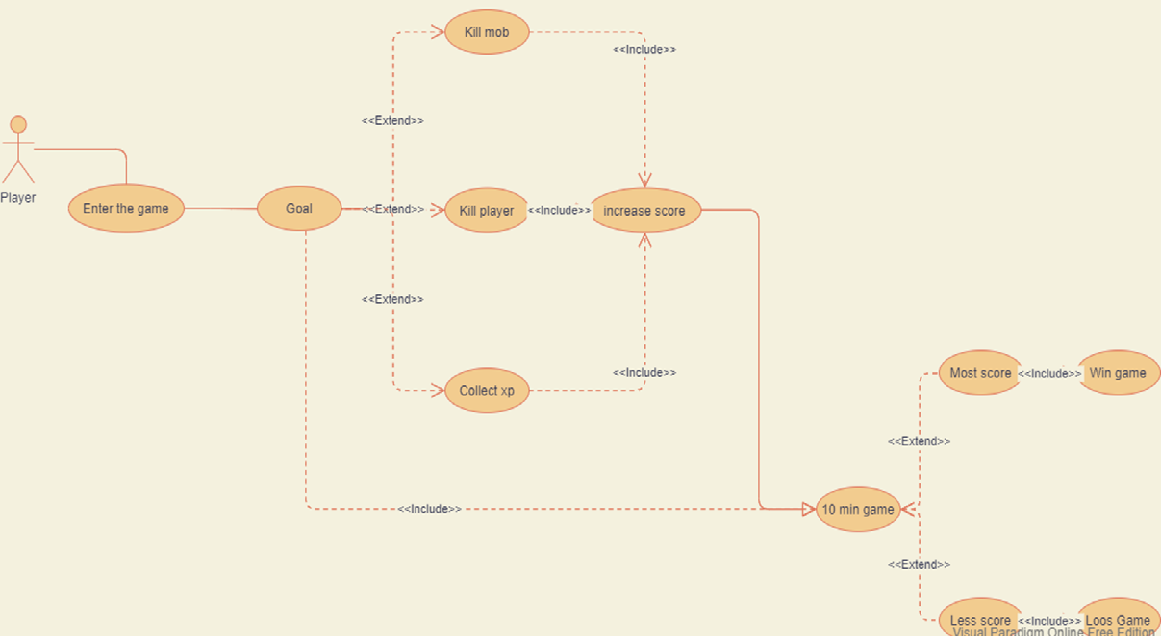 Kill mob
<<Include>>
<<Extend>>
Player
Enter the game
Goal
<<Extend>>
Kill player
<<Include>>
increase score
<<Extend>>
<<Include>>
Collect xp
Most score
<<Include>>
Win game
<<Extend>>
<<Include>>
10 min game
<<Extend>>
Less score
<<Include>>
Loos Game
Visual Paradigm Online Free Edition